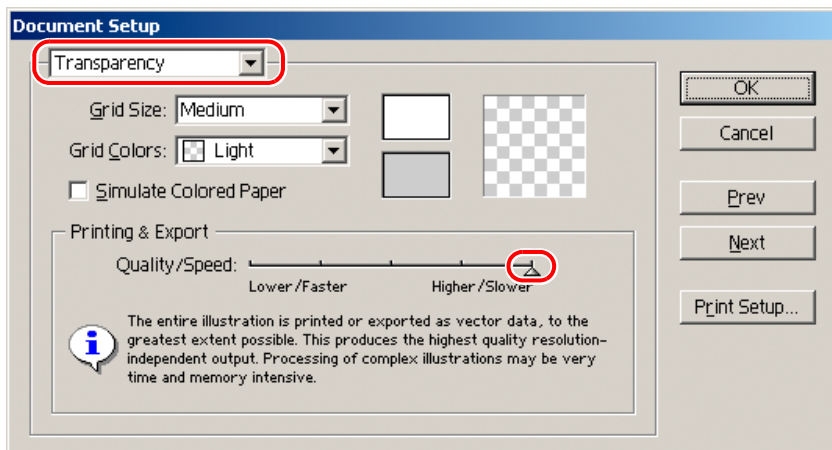 Document Setup
Transparency
Grid Size: Medium
Grid Colors: Light
Simulate Colored Paper
Printing & Export
Quality/Speed:
Lower/Faster Higher/Slower
The entire illustration is printed or exported as vector data, to the
greatest extent possible. This produces the highest quality resolution-
independent output. Processing of complex illustrations may be very
time and memory intensive.
OK
Cancel
Prev
Next
Print Setup...